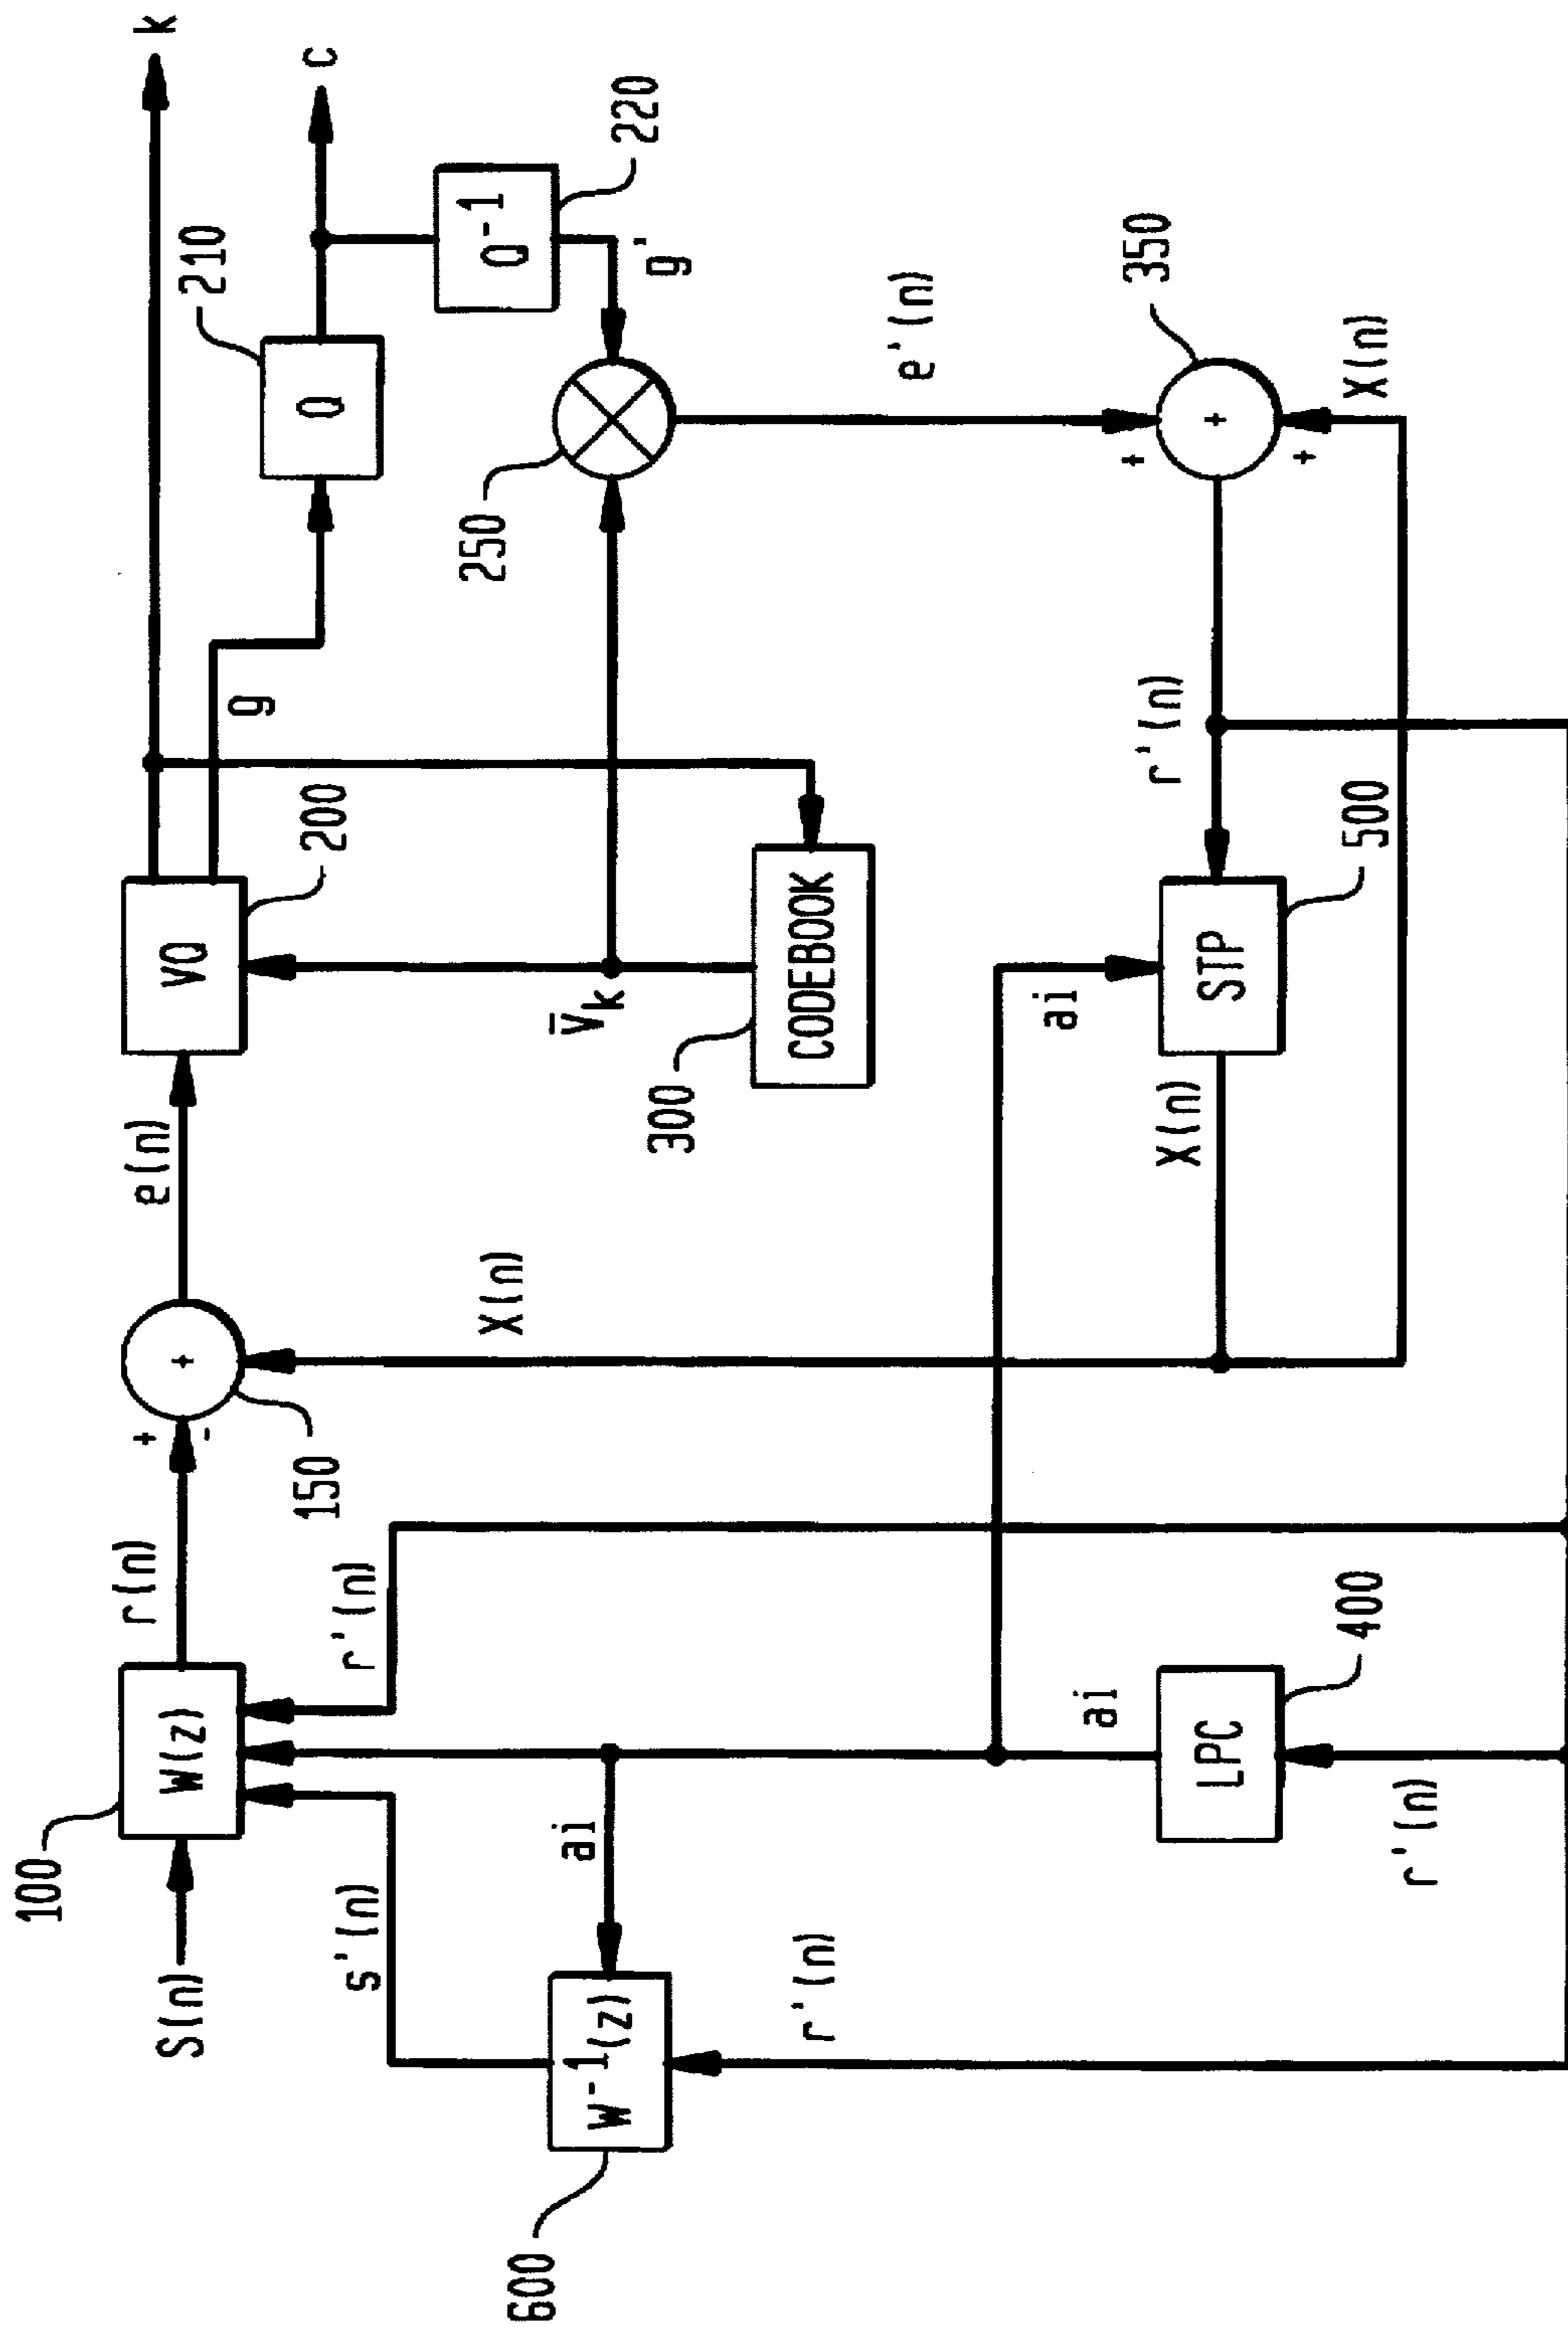 S(n)
100
W(z)
r(n)
+
-
+
150
e(n)
VQ
200
k
g
210
Q
c
Q-1
220
g'
250
V̄k
300
CODEBOOK
s'(n)
r'(n)
X(n)
ai
600
W-1(z)
r'(n)
ai
LPC
400
r'(n)
ai
X(n)
STP
500
r'(n)
e'(n)
350
+
+
+
X(n)